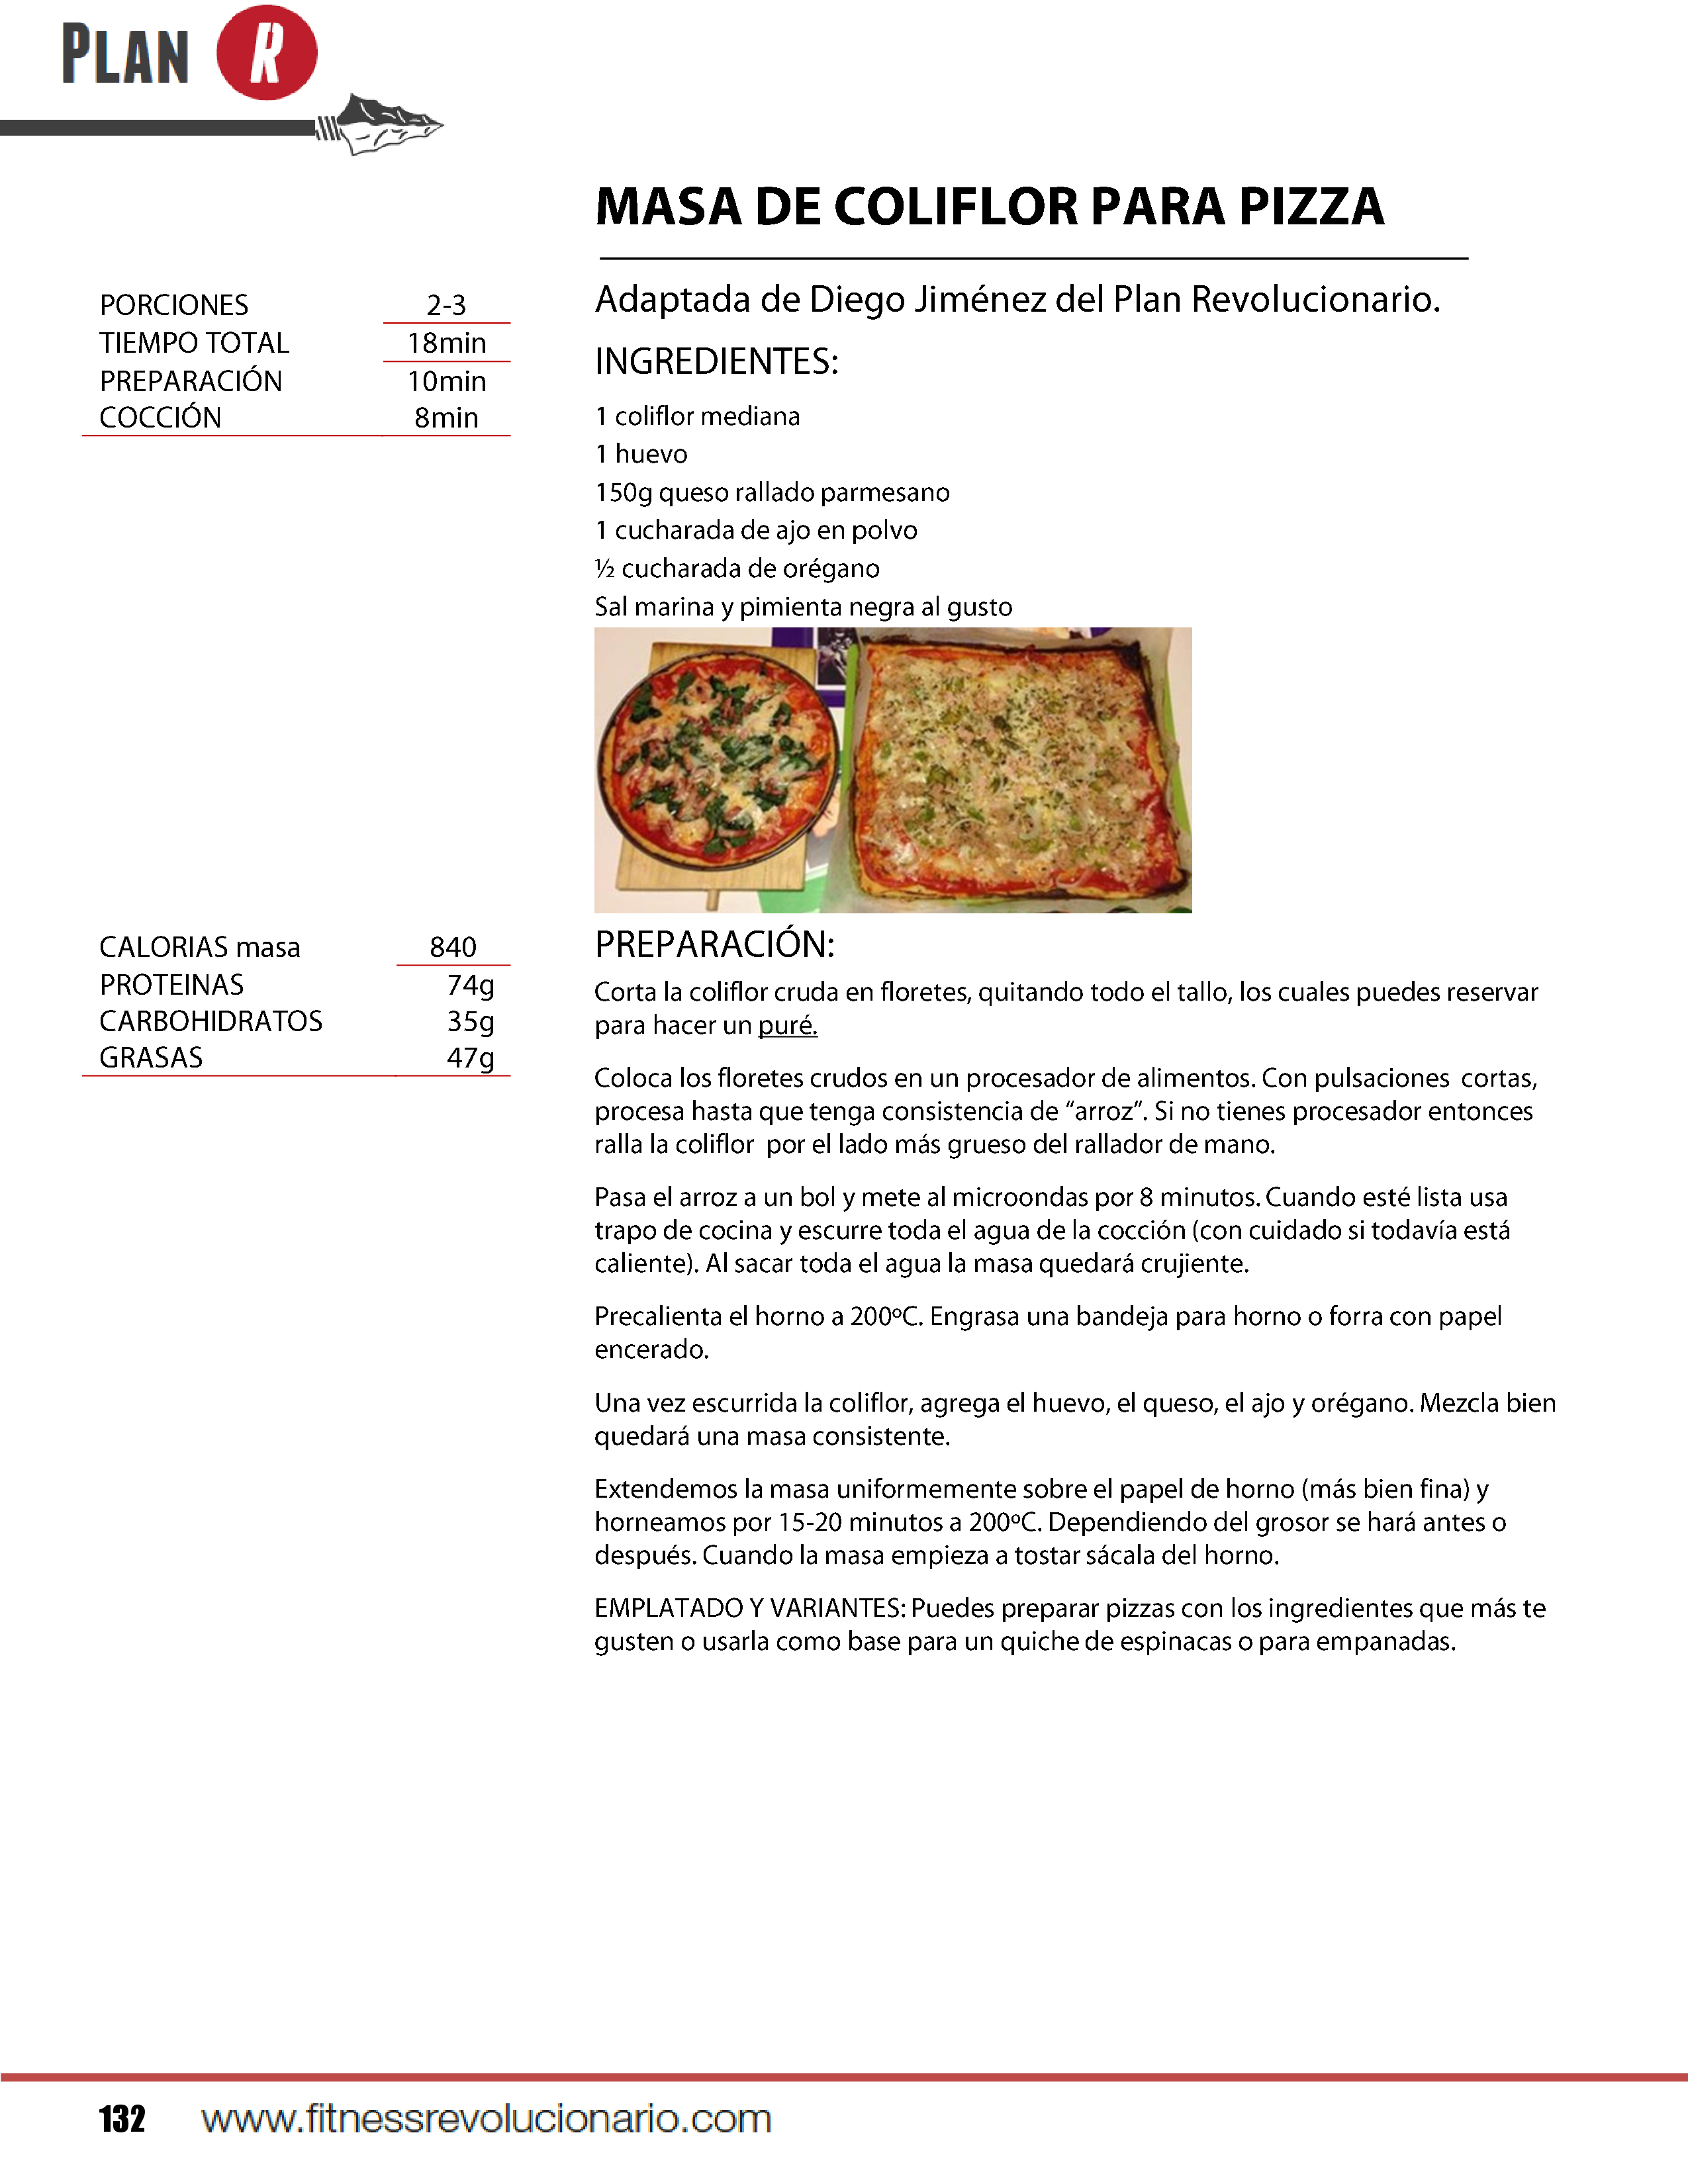 PLAN R
MASA DE COLIFLOR PARA PIZZA
PORCIONES 2-3
TIEMPO TOTAL 18min
PREPARACIÓN 10min
COCCIÓN 8min
Adaptada de Diego Jiménez del Plan Revolucionario.
INGREDIENTES:
1 coliflor mediana
1 huevo
150g queso rallado parmesano
1 cucharada de ajo en polvo
½ cucharada de orégano
Sal marina y pimienta negra al gusto
CALORIAS masa 840
PROTEINAS 74g
CARBOHIDRATOS 35g
GRASAS 47g
PREPARACIÓN:
Corta la coliflor cruda en floretes, quitando todo el tallo, los cuales puedes reservar
para hacer un puré.
Coloca los floretes crudos en un procesador de alimentos. Con pulsaciones cortas,
procesa hasta que tenga consistencia de “arroz”. Si no tienes procesador entonces
ralla la coliflor por el lado más grueso del rallador de mano.
Pasa el arroz a un bol y mete al microondas por 8 minutos. Cuando esté lista usa
trapo de cocina y escurre toda el agua de la cocción (con cuidado si todavía está
caliente). Al sacar toda el agua la masa quedará crujiente.
Precalienta el horno a 200ºC. Engrasa una bandeja para horno o forra con papel
encerado.
Una vez escurrida la coliflor, agrega el huevo, el queso, el ajo y orégano. Mezcla bien
quedará una masa consistente.
Extendemos la masa uniformemente sobre el papel de horno (más bien fina) y
horneamos por 15-20 minutos a 200ºC. Dependiendo del grosor se hará antes o
después. Cuando la masa empieza a tostar sácala del horno.
EMPLATADO Y VARIANTES: Puedes preparar pizzas con los ingredientes que más te
gusten o usarla como base para un quiche de espinacas o para empanadas.
132 www.fitnessrevolucionario.com